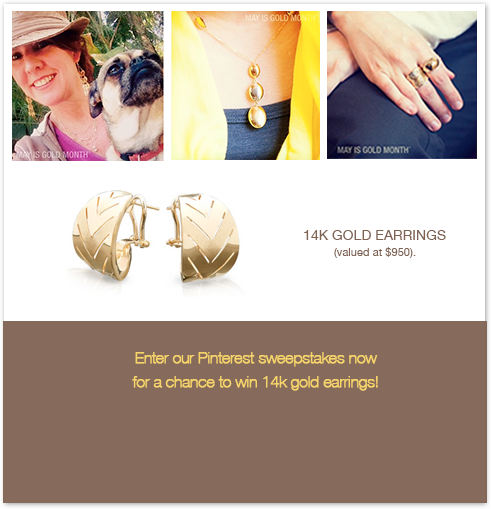 MAY IS GOLD MONTH
MAY IS GOLD MONTH
MAY IS GOLD MONTH
14K GOLD EARRINGS
(valued at $950).
Enter our Pinterest sweepstakes now
for a chance to win 14k gold earrings!